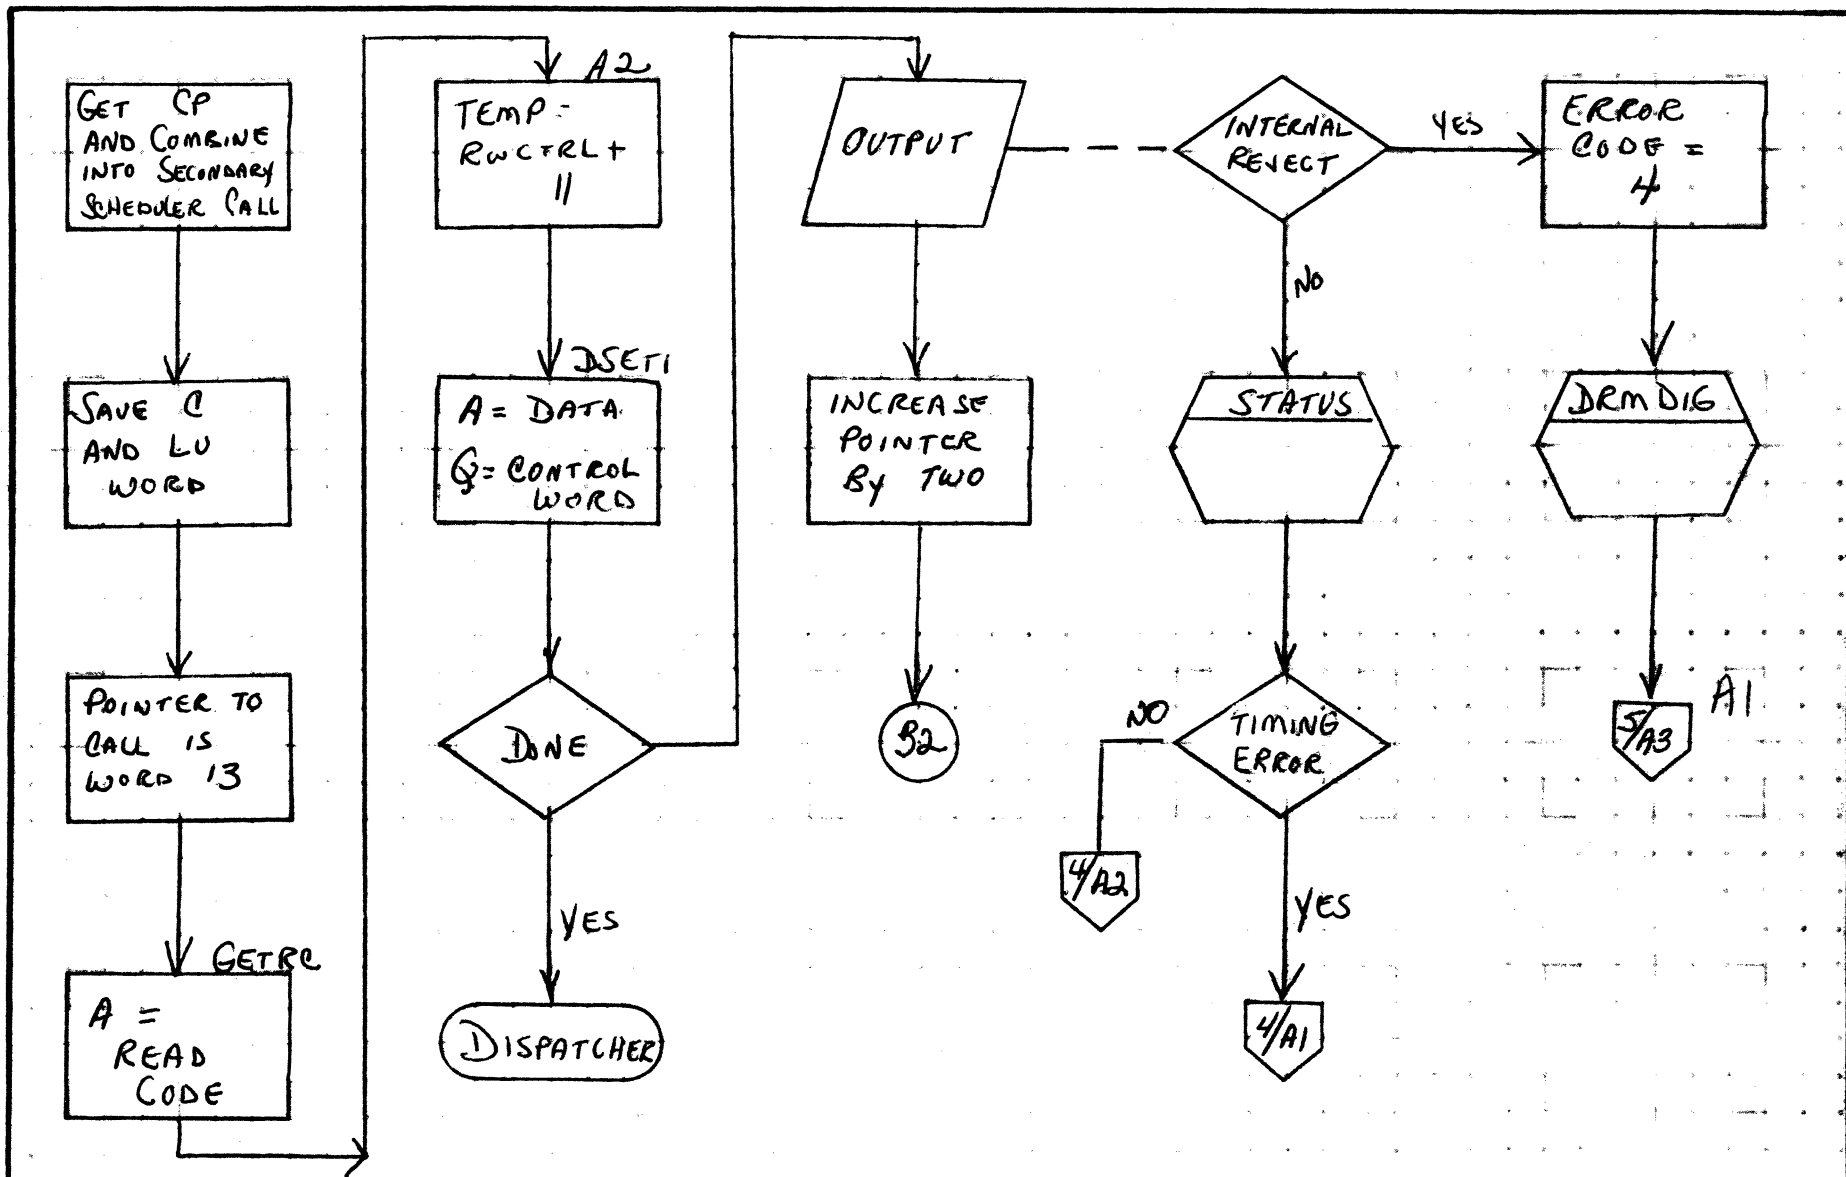 GET CP
AND COMBINE
INTO SECONDARY
SCHEDULER CALL
SAVE C
AND LU
WORD
POINTER TO
CALL IS
WORD 13
GETRC
A =
READ
CODE
A2
TEMP =
RWCTRL +
11
DSET1
A = DATA
Q = CONTROL
WORD
DONE
YES
DISPATCHER
OUTPUT
INCREASE
POINTER
BY TWO
B2
INTERNAL
REJECT
YES
NO
STATUS
TIMING
ERROR
NO
4/A2
YES
4/A1
ERROR
CODE =
4
DRMDIG
A1
5/A3